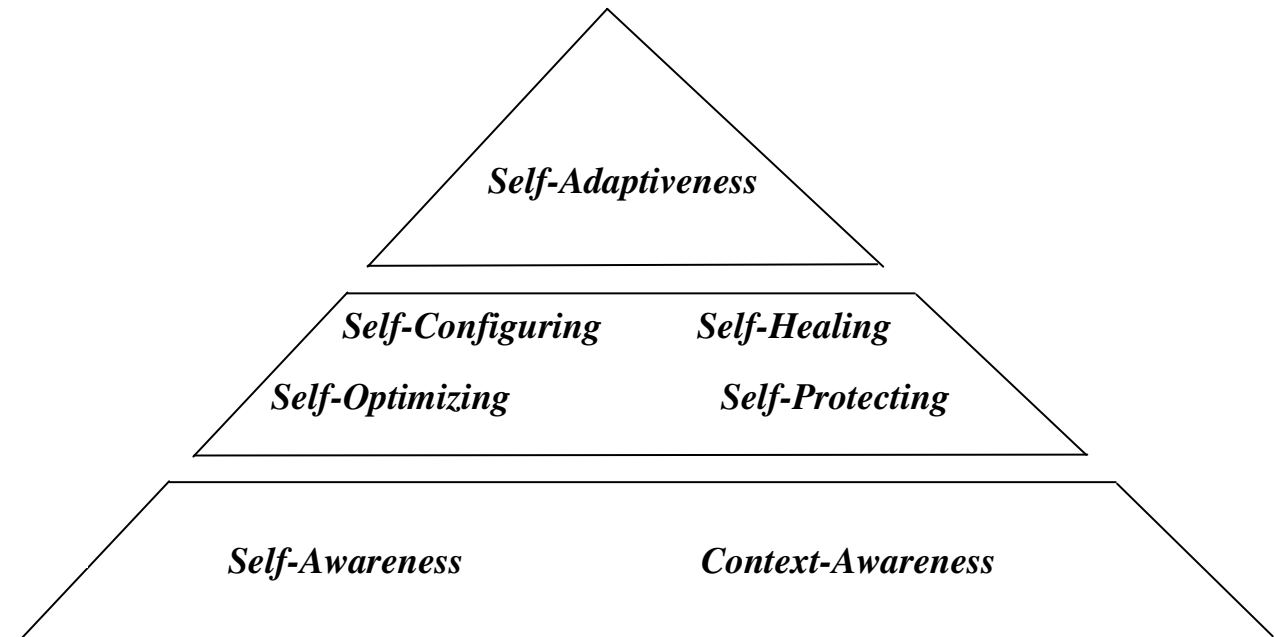 Self-Adaptiveness
Self-Configuring Self-Healing
Self-Optimizing Self-Protecting
Self-Awareness Context-Awareness